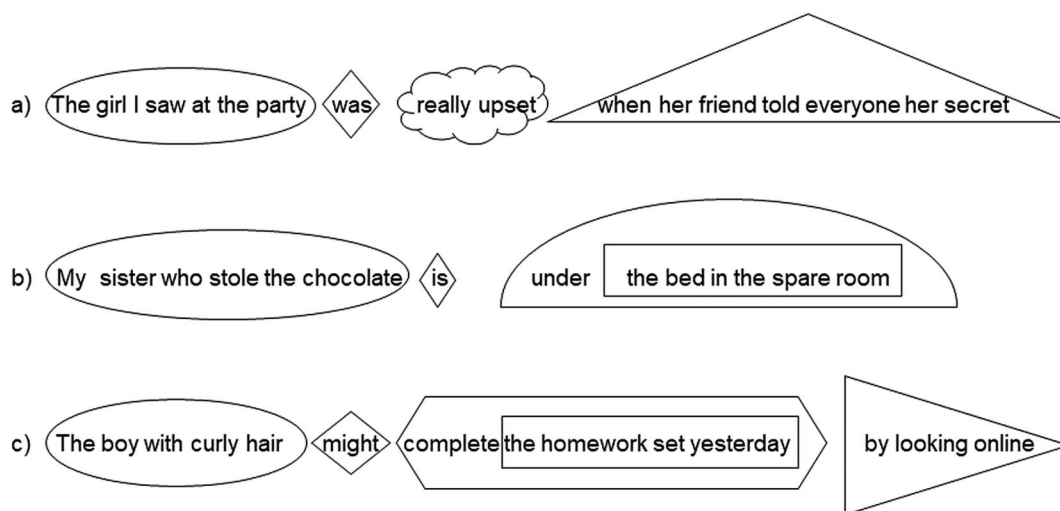 a) The girl I saw at the party was really upset when her friend told everyone her secret
b) My sister who stole the chocolate is under the bed in the spare room
c) The boy with curly hair might complete the homework set yesterday by looking online